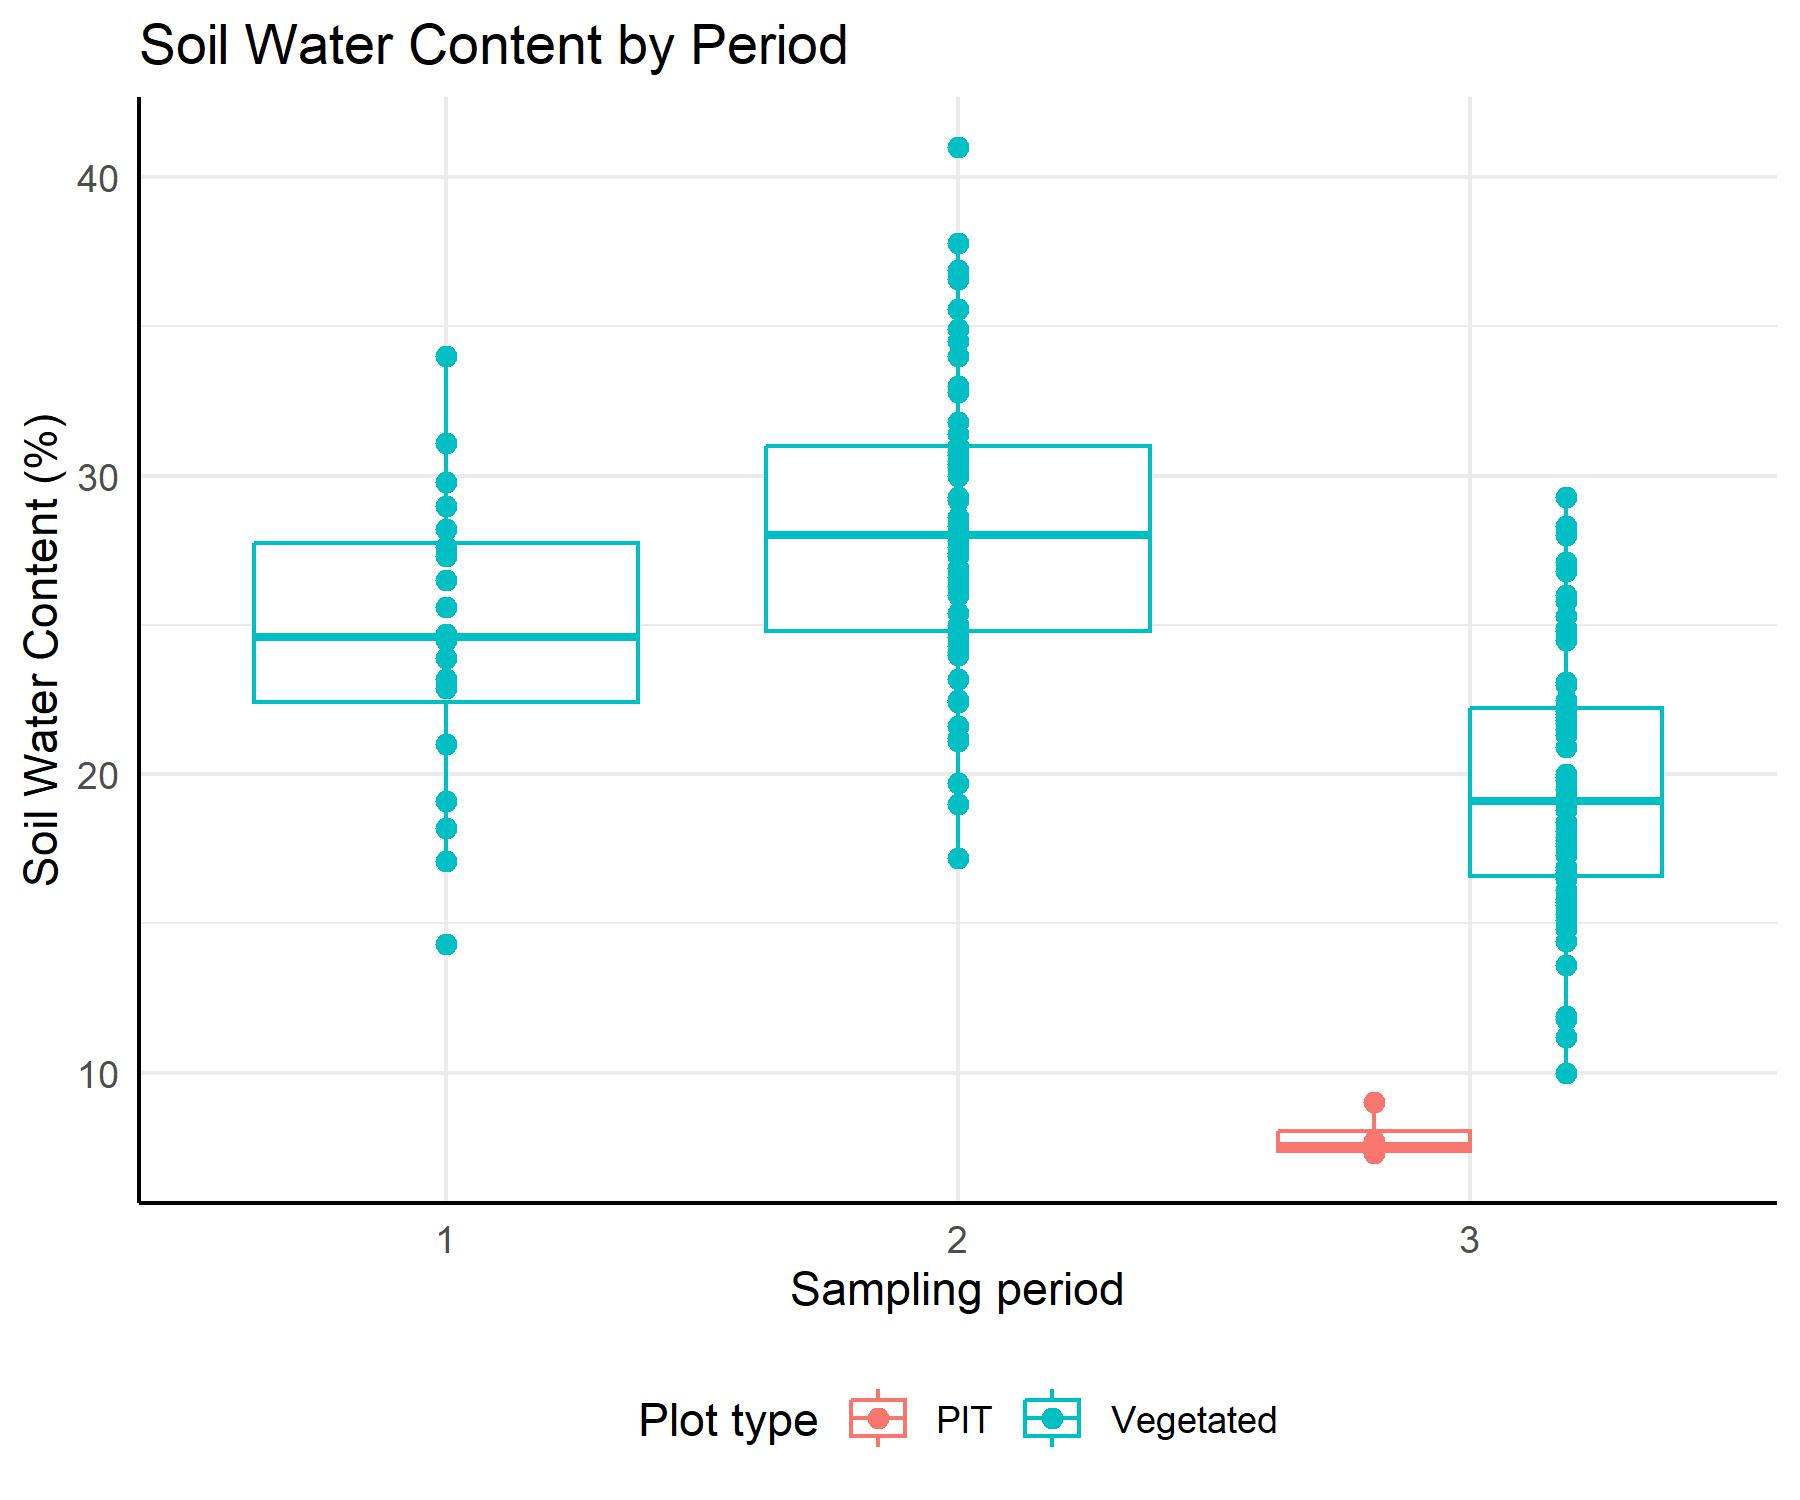 Soil Water Content by Period
Soil Water Content (%)
40
30
20
10
1 2 3
Sampling period
Plot type PIT Vegetated